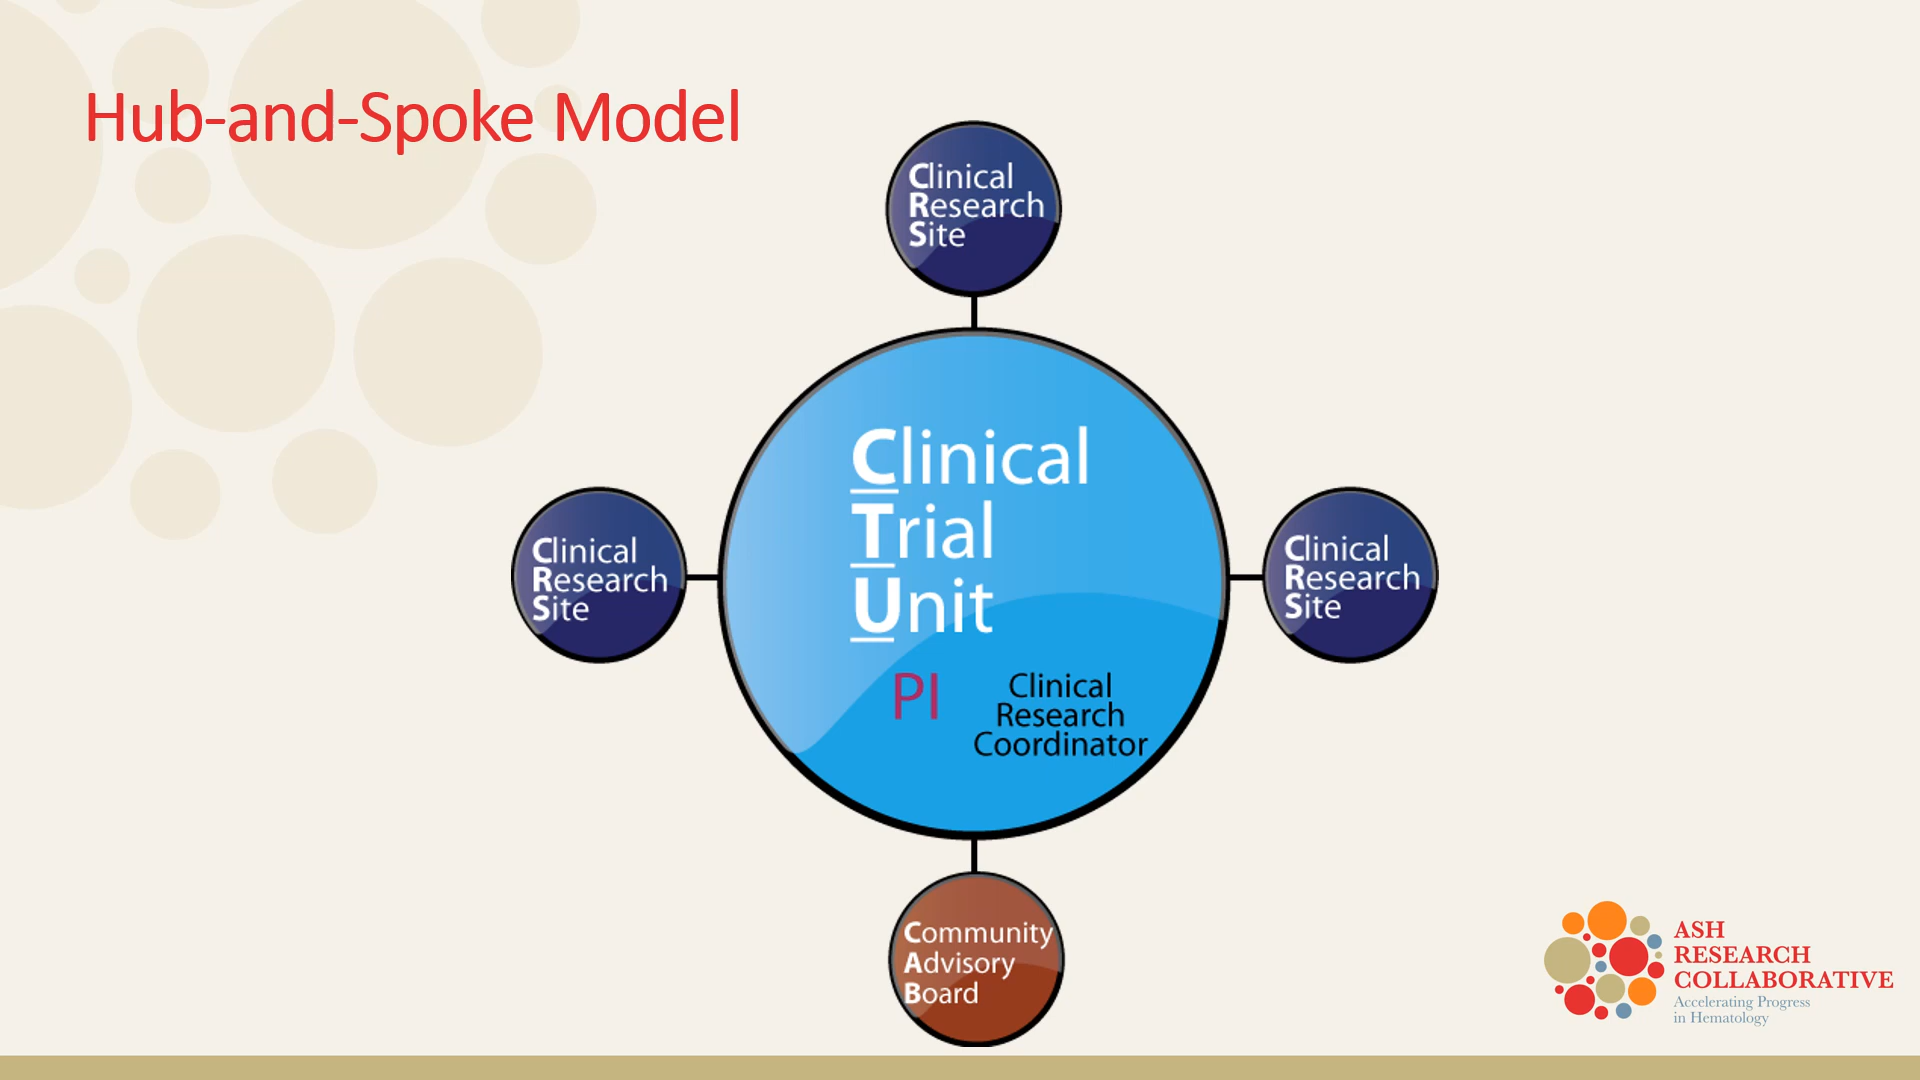 Hub-and-Spoke Model
Clinical
Research
Site
Clinical
Research
Site
Clinical
Trial
Unit
PI
Clinical
Research
Coordinator
Clinical
Research
Site
Community
Advisory
Board
ASH
RESEARCH
COLLABORATIVE
Accelerating Progress
in Hematology